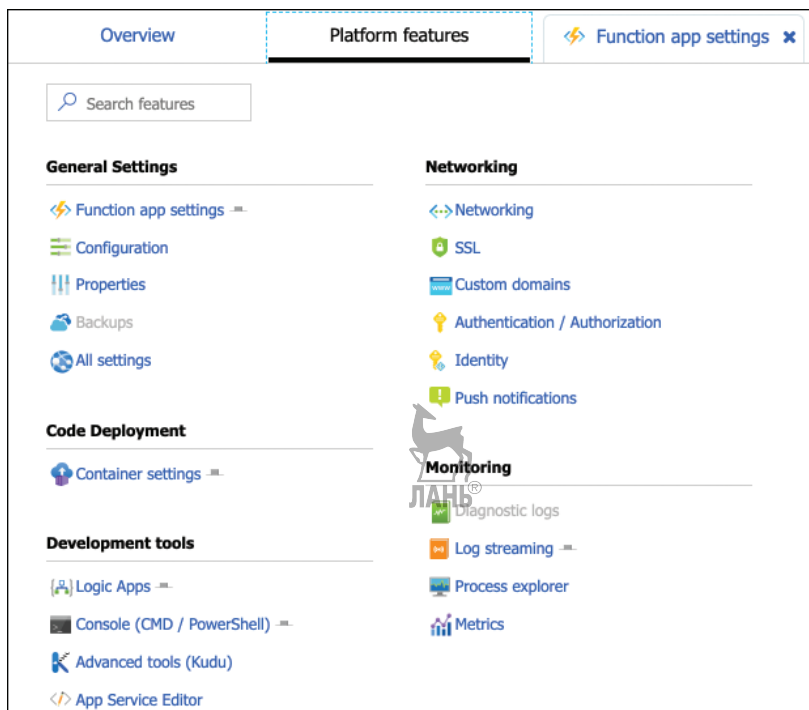 Overview
Platform features
Function app settings
Search features
General Settings
Function app settings
Configuration
Properties
Backups
All settings
Code Deployment
Container settings
Development tools
Logic Apps
Console (CMD / PowerShell)
Advanced tools (Kudu)
App Service Editor
Networking
Networking
SSL
www
Custom domains
Authentication / Authorization
Identity
Push notifications
Monitoring
ЛАНЬ®
Diagnostic logs
Log streaming
Process explorer
Metrics